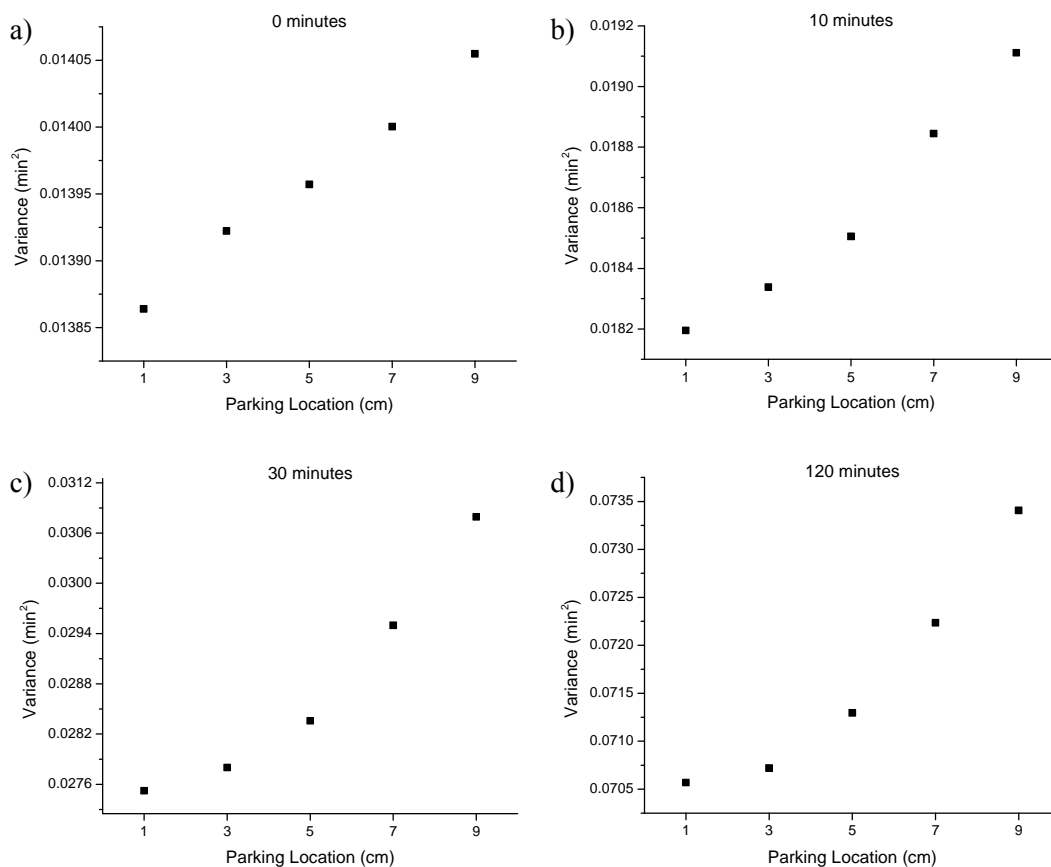 a)
0 minutes
0.01405
0.01400
0.01395
0.01390
0.01385
Variance (min²)
1 3 5 7 9
Parking Location (cm)
b)
10 minutes
0.0192
0.0190
0.0188
0.0186
0.0184
0.0182
Variance (min²)
1 3 5 7 9
Parking Location (cm)
c)
30 minutes
0.0312
0.0306
0.0300
0.0294
0.0288
0.0282
0.0276
Variance (min²)
1 3 5 7 9
Parking Location (cm)
d)
120 minutes
0.0735
0.0730
0.0725
0.0720
0.0715
0.0710
0.0705
Variance (min²)
1 3 5 7 9
Parking Location (cm)